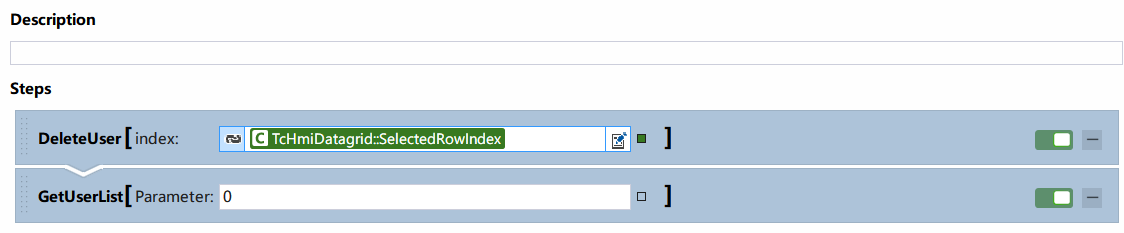 Description
Steps
DeleteUser [ index: C TcHmiDatagrid::SelectedRowIndex ]
GetUserList [ Parameter: 0 ]